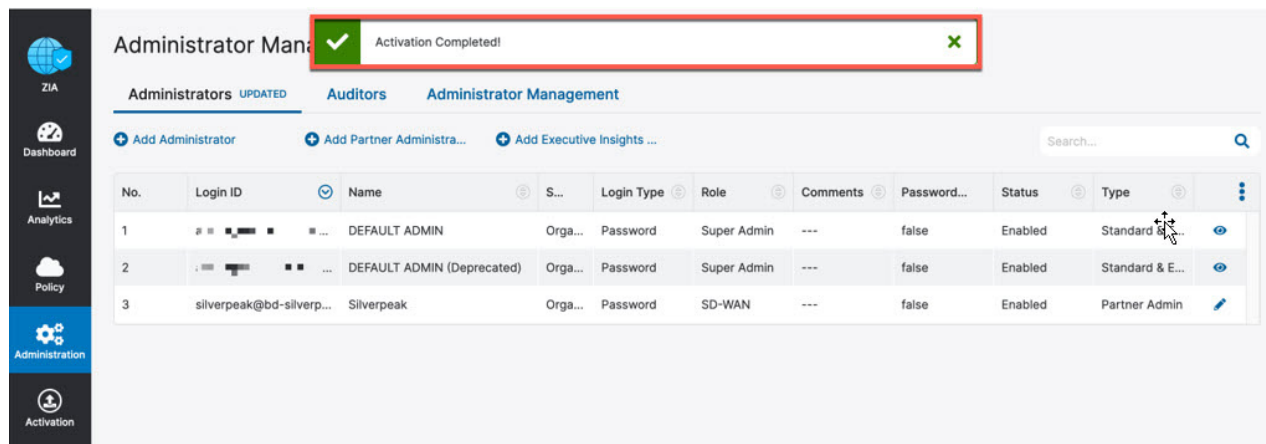 Administrator Mana
Activation Completed!
ZIA
Administrators UPDATED Auditors Administrator Management
Dashboard
Add Administrator Add Partner Administra... Add Executive Insights ... Search...
Analytics
No. Login ID Name S... Login Type Role Comments Password... Status Type
1 ... DEFAULT ADMIN Orga... Password Super Admin --- false Enabled Standard &
2 ... DEFAULT ADMIN (Deprecated) Orga... Password Super Admin --- false Enabled Standard & E...
Policy
3 silverpeak@bd-silverp... Silverpeak Orga... Password SD-WAN --- false Enabled Partner Admin
Administration
Activation